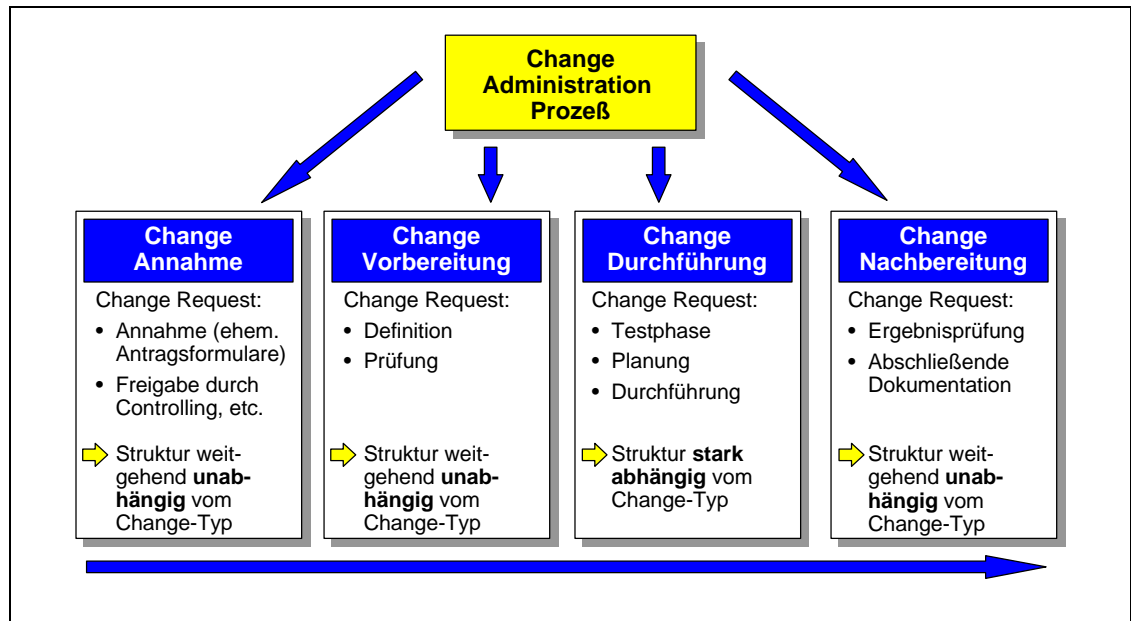 Change
Administration
Prozeß
Change
Annahme
Change Request:
• Annahme (ehem.
Antragsformulare)
• Freigabe durch
Controlling, etc.
Struktur weit-
gehend unab-
hängig vom
Change-Typ
Change
Vorbereitung
Change Request:
• Definition
• Prüfung
Struktur weit-
gehend unab-
hängig vom
Change-Typ
Change
Durchführung
Change Request:
• Testphase
• Planung
• Durchführung
Struktur stark
abhängig vom
Change-Typ
Change
Nachbereitung
Change Request:
• Ergebnisprüfung
• Abschließende
Dokumentation
Struktur weit-
gehend unab-
hängig vom
Change-Typ